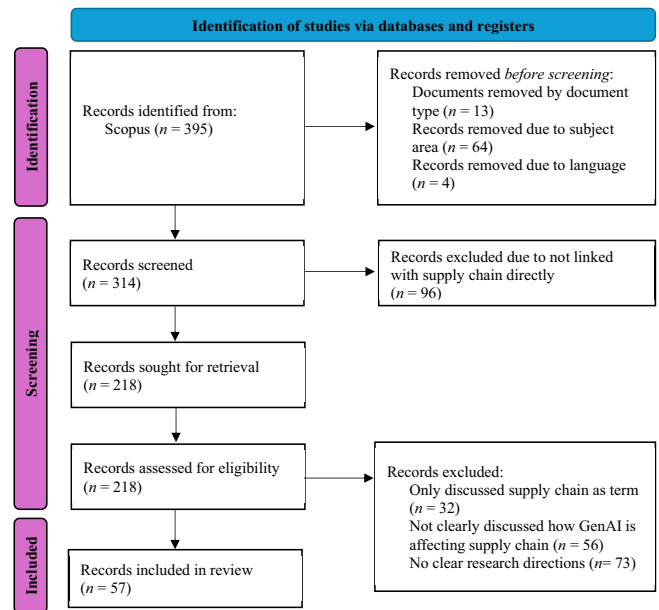 Identification of studies via databases and registers
Identification
Records identified from:
Scopus (n = 395)
Records removed before screening:
Documents removed by document
type (n = 13)
Records removed due to subject
area (n = 64)
Records removed due to language
(n = 4)
Screening
Records screened
(n = 314)
Records excluded due to not linked
with supply chain directly
(n = 96)
Records sought for retrieval
(n = 218)
Records assessed for eligibility
(n = 218)
Records excluded:
Only discussed supply chain as term
(n = 32)
Not clearly discussed how GenAI is
affecting supply chain (n = 56)
No clear research directions (n= 73)
Included
Records included in review
(n = 57)